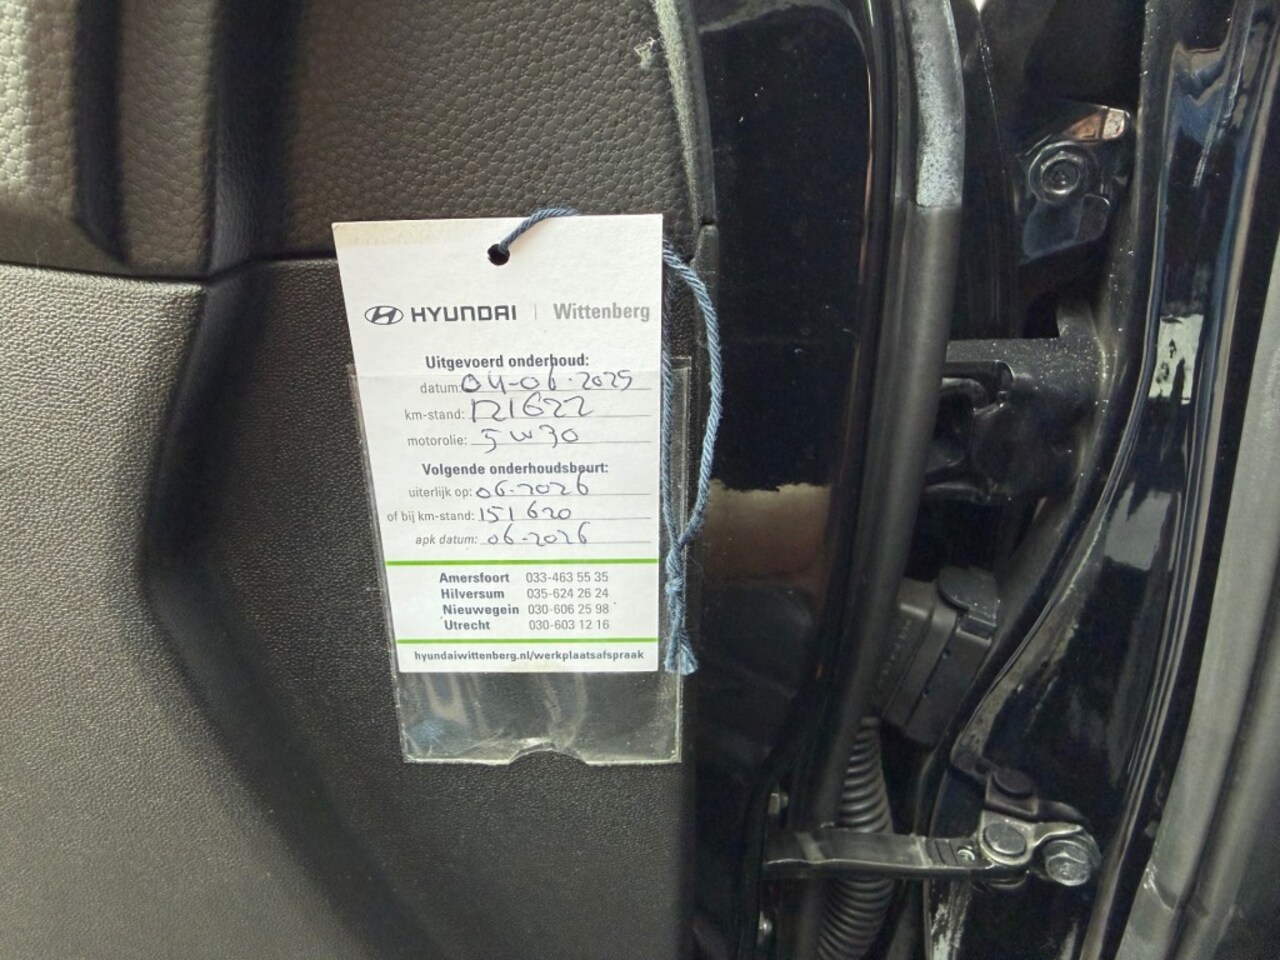 HYUNDAI | Wittenberg
Uitgevoerd onderhoud:
datum: 04-06-2025
km-stand: 121622
motorolie: 5w30
Volgende onderhoudsbeurt:
uiterlijk op: 06-2026
of bij km-stand: 151620
apk datum: 06-2026
Amersfoort 033-463 55 35
Hilversum 035-624 26 24
Nieuwegein 030-606 25 98
Utrecht 030-603 12 16
hyundaiwittenberg.nl/werkplaatsafspraak